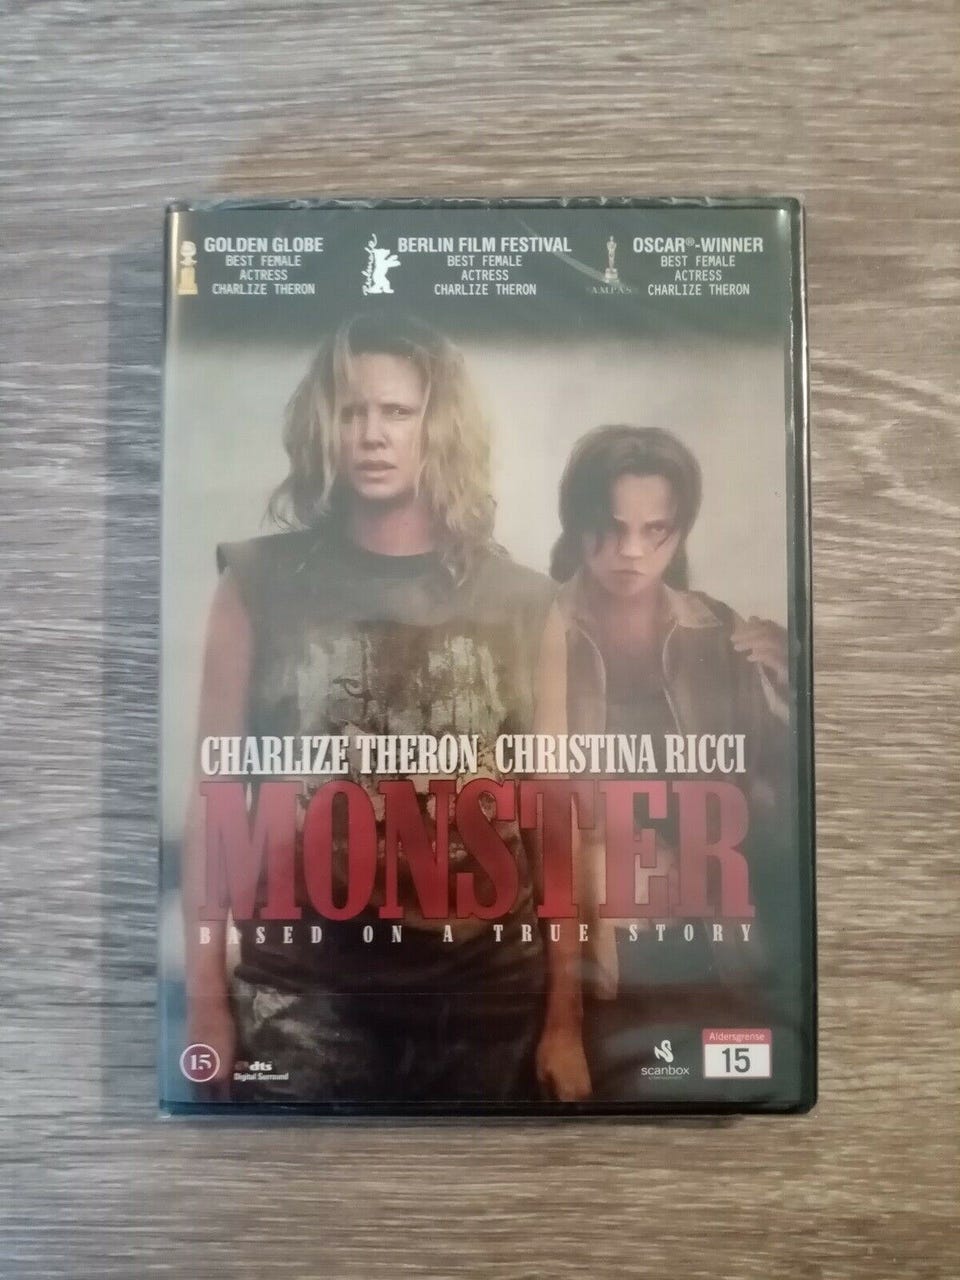 GOLDEN GLOBE
BEST FEMALE
ACTRESS
CHARLIZE THERON
BERLIN FILM FESTIVAL
BEST FEMALE
ACTRESS
CHARLIZE THERON
OSCAR®-WINNER
BEST FEMALE
ACTRESS
CHARLIZE THERON
Berlinale
A.M.P.A.S.
CHARLIZE THERON CHRISTINA RICCI
MONSTER
BASED ON A TRUE STORY
15
dts
Digital Surround
scanbox
Aldersgrense
15